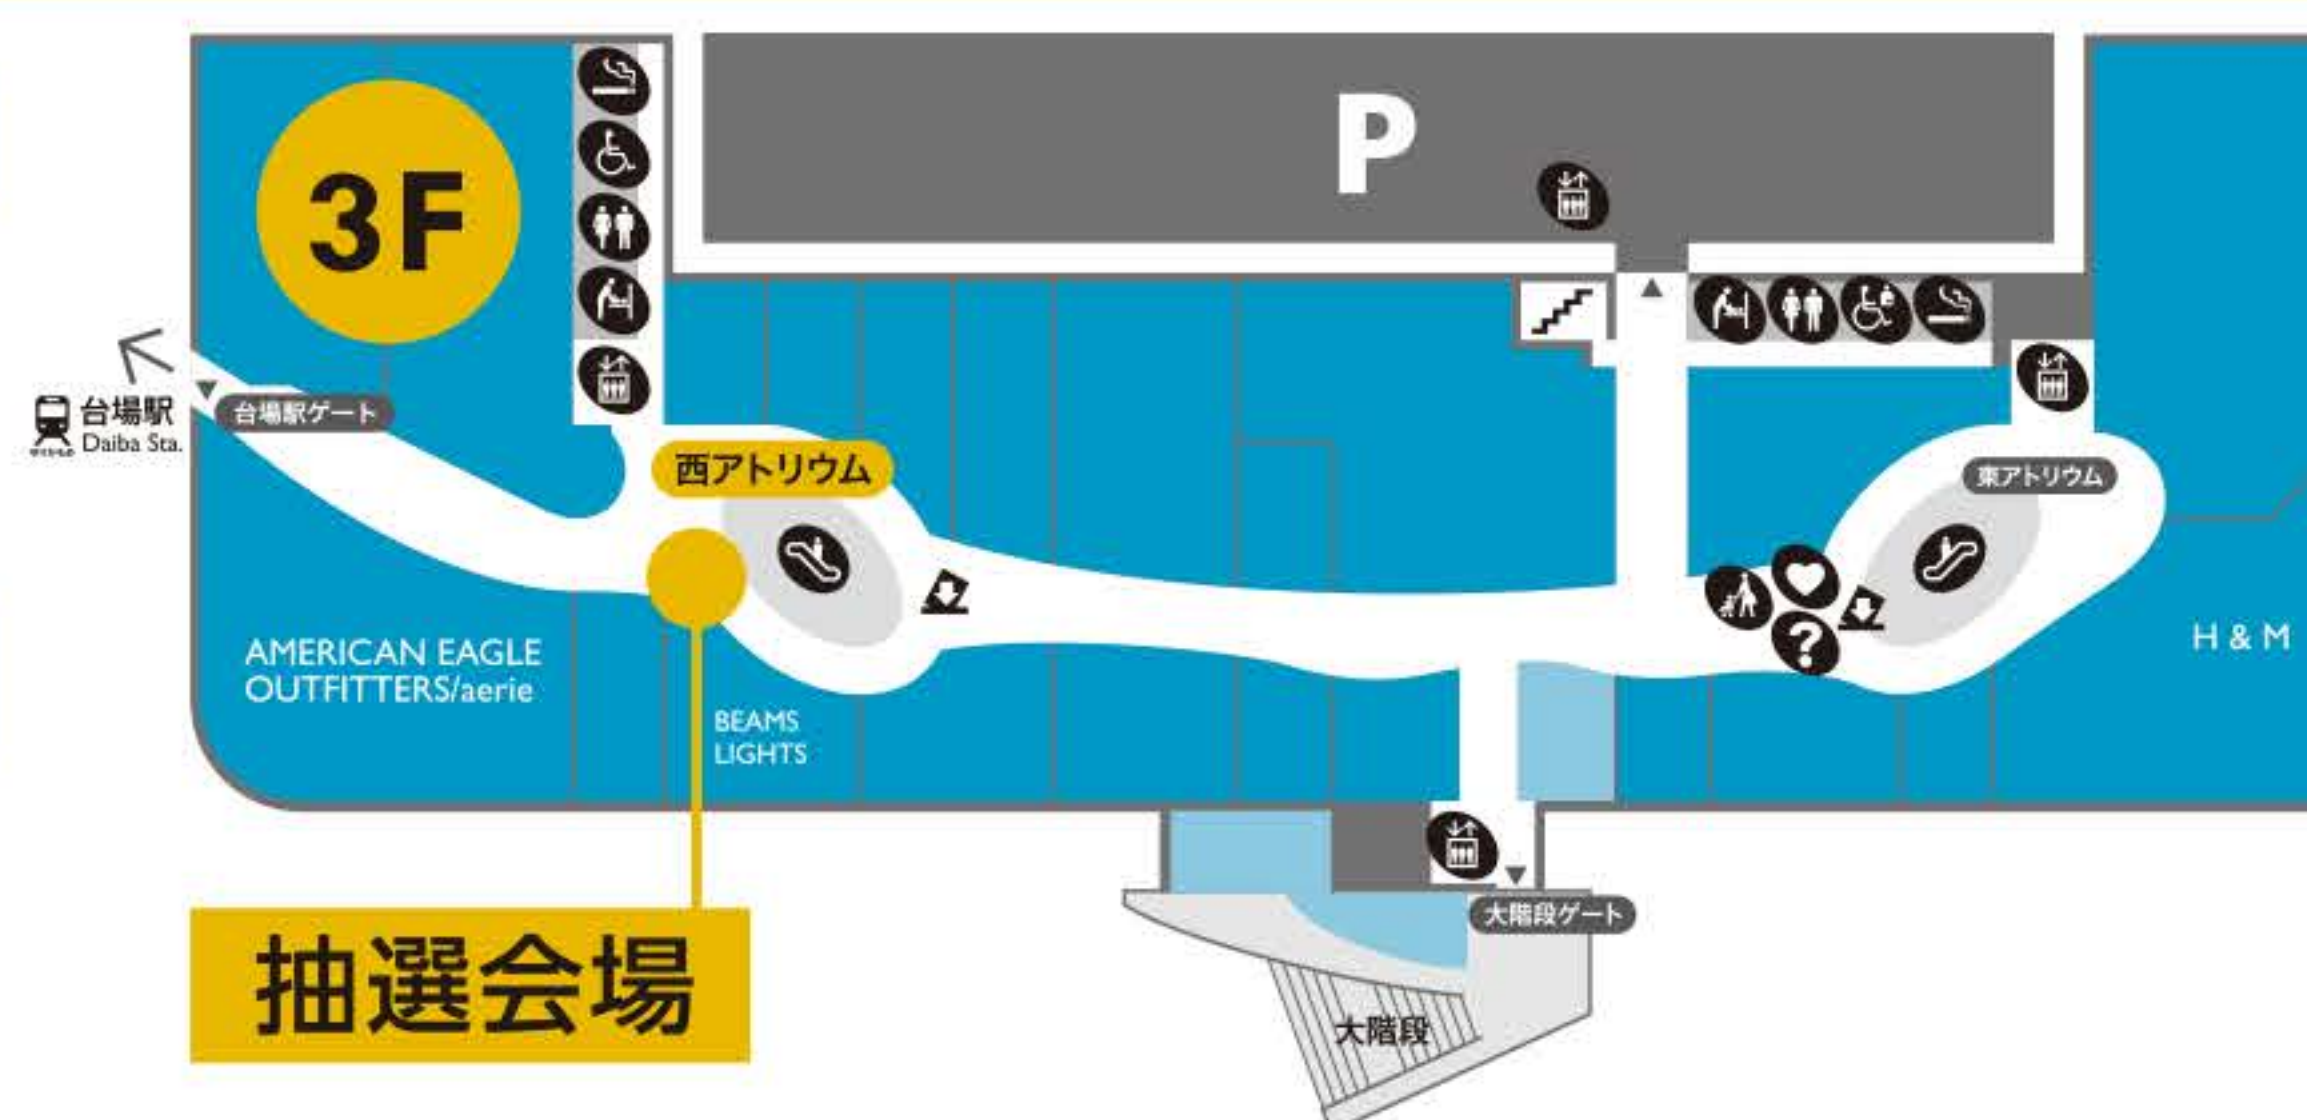 3F
P
台場駅
Daiba Sta.
台場駅ゲート
西アトリウム
東アトリウム
AMERICAN EAGLE
OUTFITTERS/aerie
BEAMS
LIGHTS
?
H & M
大階段ゲート
抽選会場
大階段